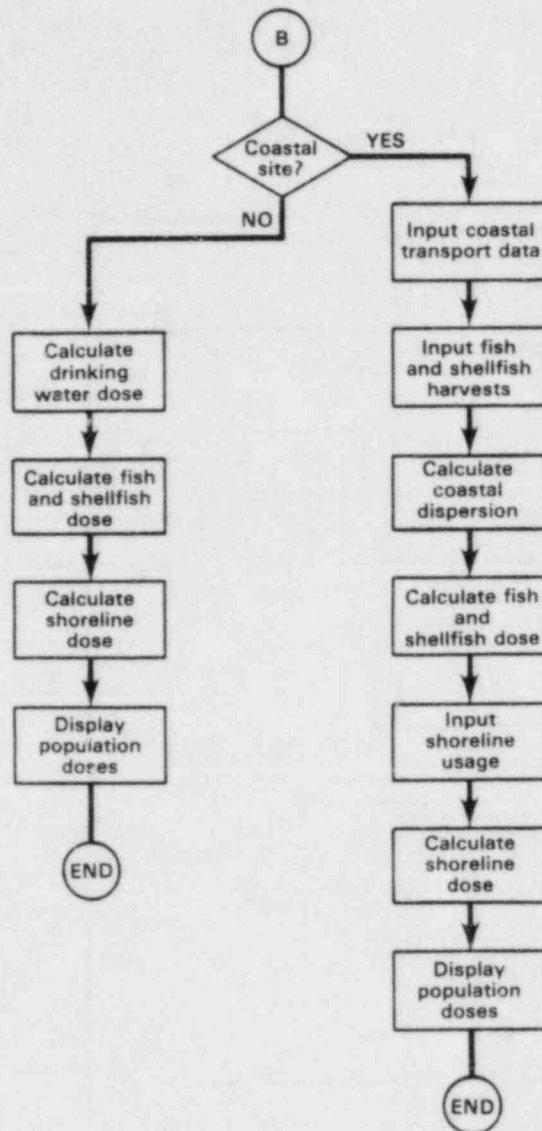 B
Coastal
site?
YES
NO
Calculate
drinking
water dose
Calculate fish
and shellfish
dose
Calculate
shoreline
dose
Display
population
doses
END
Input coastal
transport data
Input fish
and shellfish
harvests
Calculate
coastal
dispersion
Calculate fish
and
shellfish dose
Input
shoreline
usage
Calculate
shoreline
dose
Display
population
doses
END